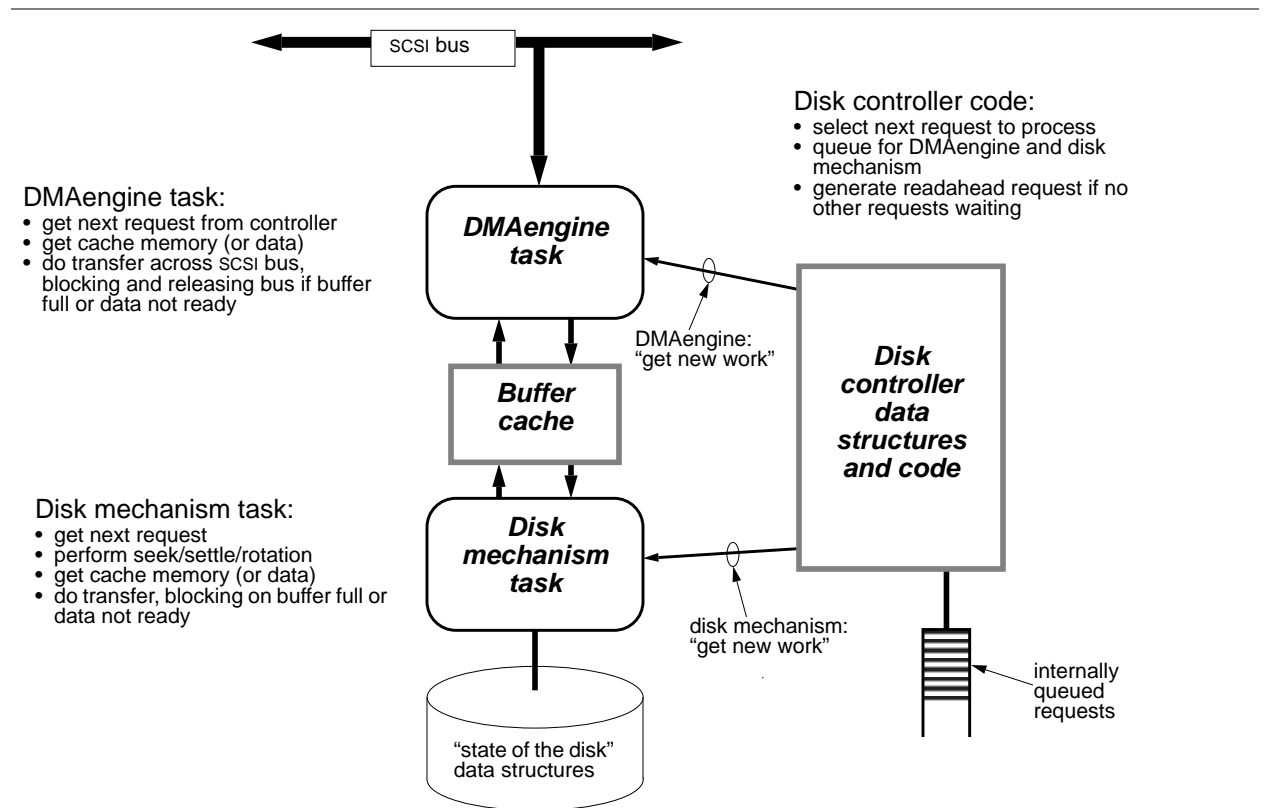 SCSI bus
Disk controller code:
• select next request to process
• queue for DMAengine and disk
mechanism
• generate readahead request if no
other requests waiting
DMAengine task:
• get next request from controller
• get cache memory (or data)
• do transfer across SCSI bus,
blocking and releasing bus if buffer
full or data not ready
DMAengine
task
DMAengine:
“get new work”
Disk
controller
data
structures
and code
Buffer
cache
Disk mechanism task:
• get next request
• perform seek/settle/rotation
• get cache memory (or data)
• do transfer, blocking on buffer full or
data not ready
Disk
mechanism
task
disk mechanism:
“get new work”
internally
queued
requests
“state of the disk”
data structures